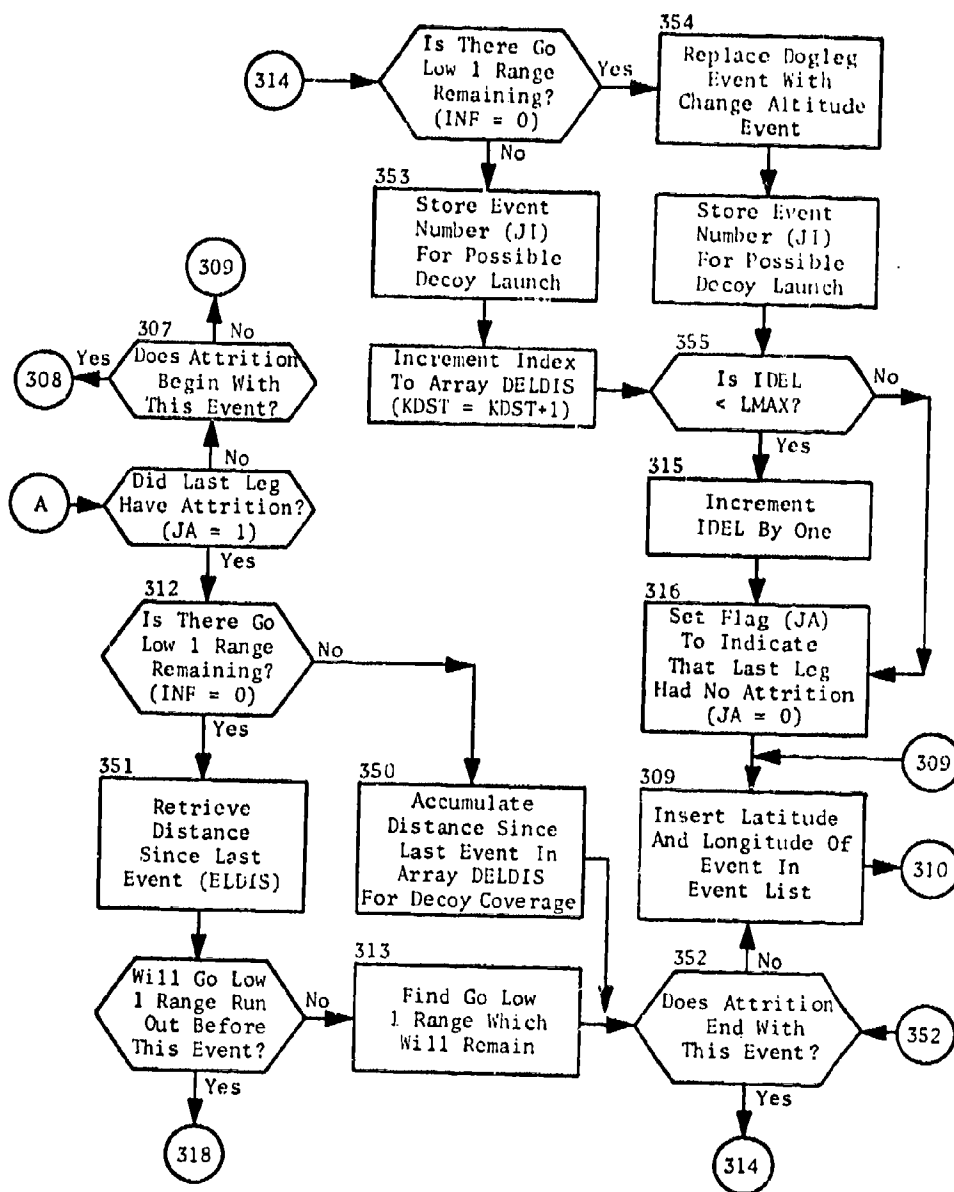 354
314
Is There Go
Low 1 Range
Remaining?
(INF = 0)
Yes
Replace Dogleg
Event With
Change Altitude
Event
No
353
Store Event
Number (JI)
For Possible
Decoy Launch
Store Event
Number (JI)
For Possible
Decoy Launch
309
No
307
Does Attrition
Begin With
This Event?
Yes
308
Increment Index
To Array DELDIS
(KDST = KDST+1)
355
Is IDEL
< LMAX?
No
Yes
No
A
Did Last Leg
Have Attrition?
(JA = 1)
Yes
315
Increment
IDEL By One
312
Is There Go
Low 1 Range
Remaining?
(INF = 0)
No
Yes
316
Set Flag (JA)
To Indicate
That Last Leg
Had No Attrition
(JA = 0)
309
351
Retrieve
Distance
Since Last
Event (ELDIS)
350
Accumulate
Distance Since
Last Event In
Array DELDIS
For Decoy Coverage
309
Insert Latitude
And Longitude Of
Event In
Event List
310
Will Go Low
1 Range Run
Out Before
This Event?
No
Yes
318
313
Find Go Low
1 Range Which
Will Remain
352
No
Does Attrition
End With
This Event?
352
Yes
314